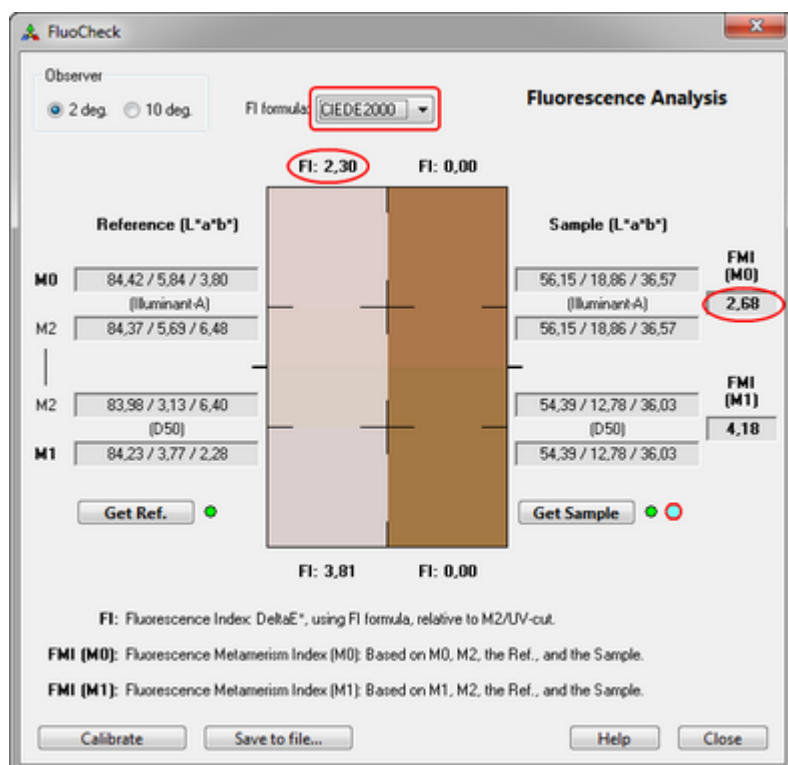 FluoCheck
Observer
2 deg. 10 deg.
FI formula: CIEDE2000
Fluorescence Analysis
FI: 2,30 FI: 0,00
Reference (L*a*b*)
Sample (L*a*b*)
M0 84,42 / 5,84 / 3,80
(Illuminant-A)
M2 84,37 / 5,69 / 6,48
M2 83,98 / 3,13 / 6,40
(D50)
M1 84,23 / 3,77 / 2,28
56,15 / 18,86 / 36,57
(Illuminant-A)
56,15 / 18,86 / 36,57
54,39 / 12,78 / 36,03
(D50)
54,39 / 12,78 / 36,03
FMI
(M0)
2,68
FMI
(M1)
4,18
Get Ref.
Get Sample
FI: 3,81 FI: 0,00
FI: Fluorescence Index: DeltaE*, using FI formula, relative to M2/UV-cut.
FMI (M0): Fluorescence Metamerism Index (M0): Based on M0, M2, the Ref., and the Sample.
FMI (M1): Fluorescence Metamerism Index (M1): Based on M1, M2, the Ref., and the Sample.
Calibrate Save to file... Help Close